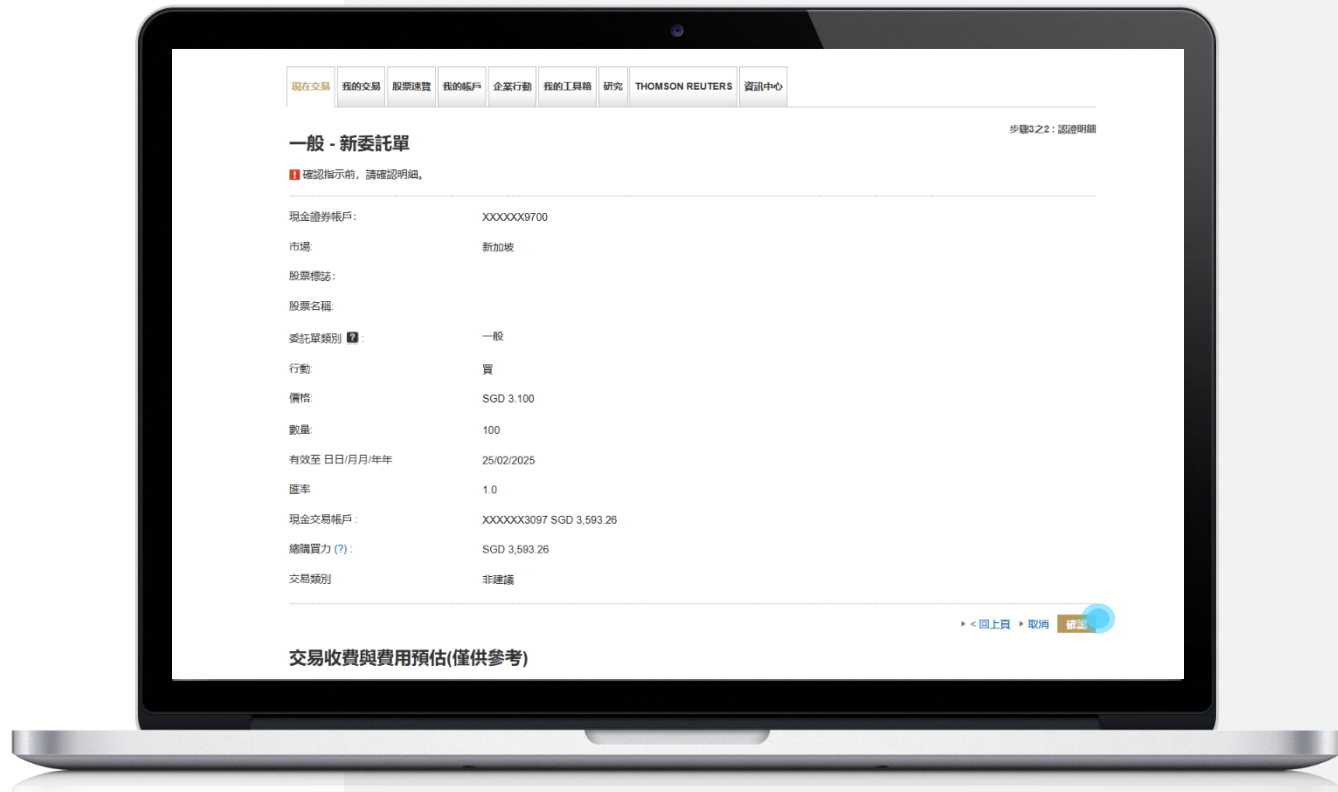 現在交易 我的交易 股票速覽 我的帳戶 企業行動 我的工具箱 研究 THOMSON REUTERS 資訊中心
步驟3之2 : 認證明細
一般 - 新委託單
! 確認指示前，請確認明細。
現金證券帳戶: XXXXXX9700
市場: 新加坡
股票標誌:
股票名稱:
委託單類別 ? : 一般
行動: 買
價格: SGD 3.100
數量: 100
有效至 日日/月月/年年 25/02/2025
匯率 1.0
現金交易帳戶 : XXXXXX3097 SGD 3,593.26
總購買力 (?) : SGD 3,593.26
交易類別 非建議
< 回上頁 取消 確認
交易收費與費用預估(僅供參考)